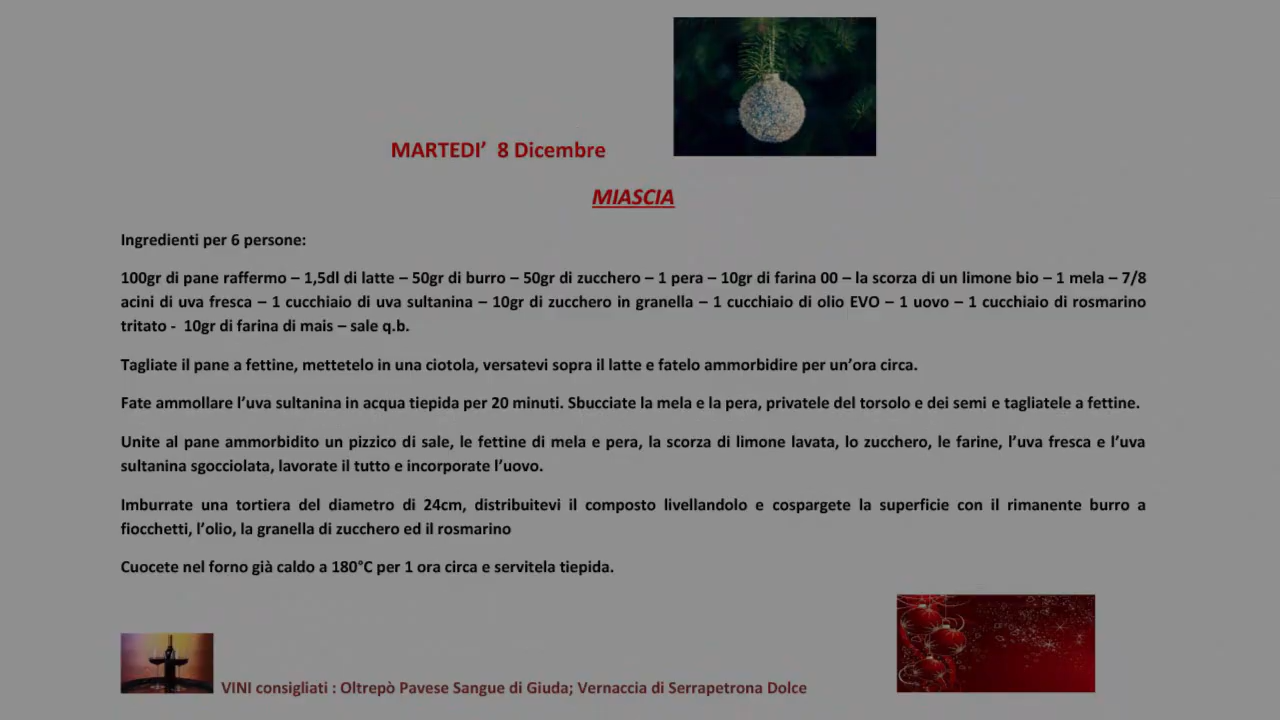 MARTEDI’ 8 Dicembre
MIASCIA
Ingredienti per 6 persone:
100gr di pane raffermo – 1,5dl di latte – 50gr di burro – 50gr di zucchero – 1 pera – 10gr di farina 00 – la scorza di un limone bio – 1 mela – 7/8
acini di uva fresca – 1 cucchiaio di uva sultanina – 10gr di zucchero in granella – 1 cucchiaio di olio EVO – 1 uovo – 1 cucchiaio di rosmarino
tritato - 10gr di farina di mais – sale q.b.
Tagliate il pane a fettine, mettetelo in una ciotola, versatevi sopra il latte e fatelo ammorbidire per un’ora circa.
Fate ammollare l’uva sultanina in acqua tiepida per 20 minuti. Sbucciate la mela e la pera, privatele del torsolo e dei semi e tagliatele a fettine.
Unite al pane ammorbidito un pizzico di sale, le fettine di mela e pera, la scorza di limone lavata, lo zucchero, le farine, l’uva fresca e l’uva
sultanina sgocciolata, lavorate il tutto e incorporate l’uovo.
Imburrate una tortiera del diametro di 24cm, distribuitevi il composto livellandolo e cospargete la superficie con il rimanente burro a
fiocchetti, l’olio, la granella di zucchero ed il rosmarino
Cuocete nel forno già caldo a 180°C per 1 ora circa e servitela tiepida.
VINI consigliati : Oltrepò Pavese Sangue di Giuda; Vernaccia di Serrapetrona Dolce